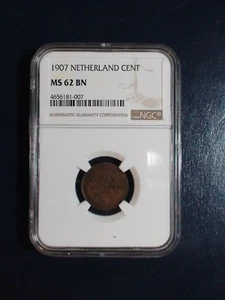 1907 NETHERLAND CENT
MS 62 BN
4656181-007
NUMISMATIC GUARANTY CORPORATION
NGC